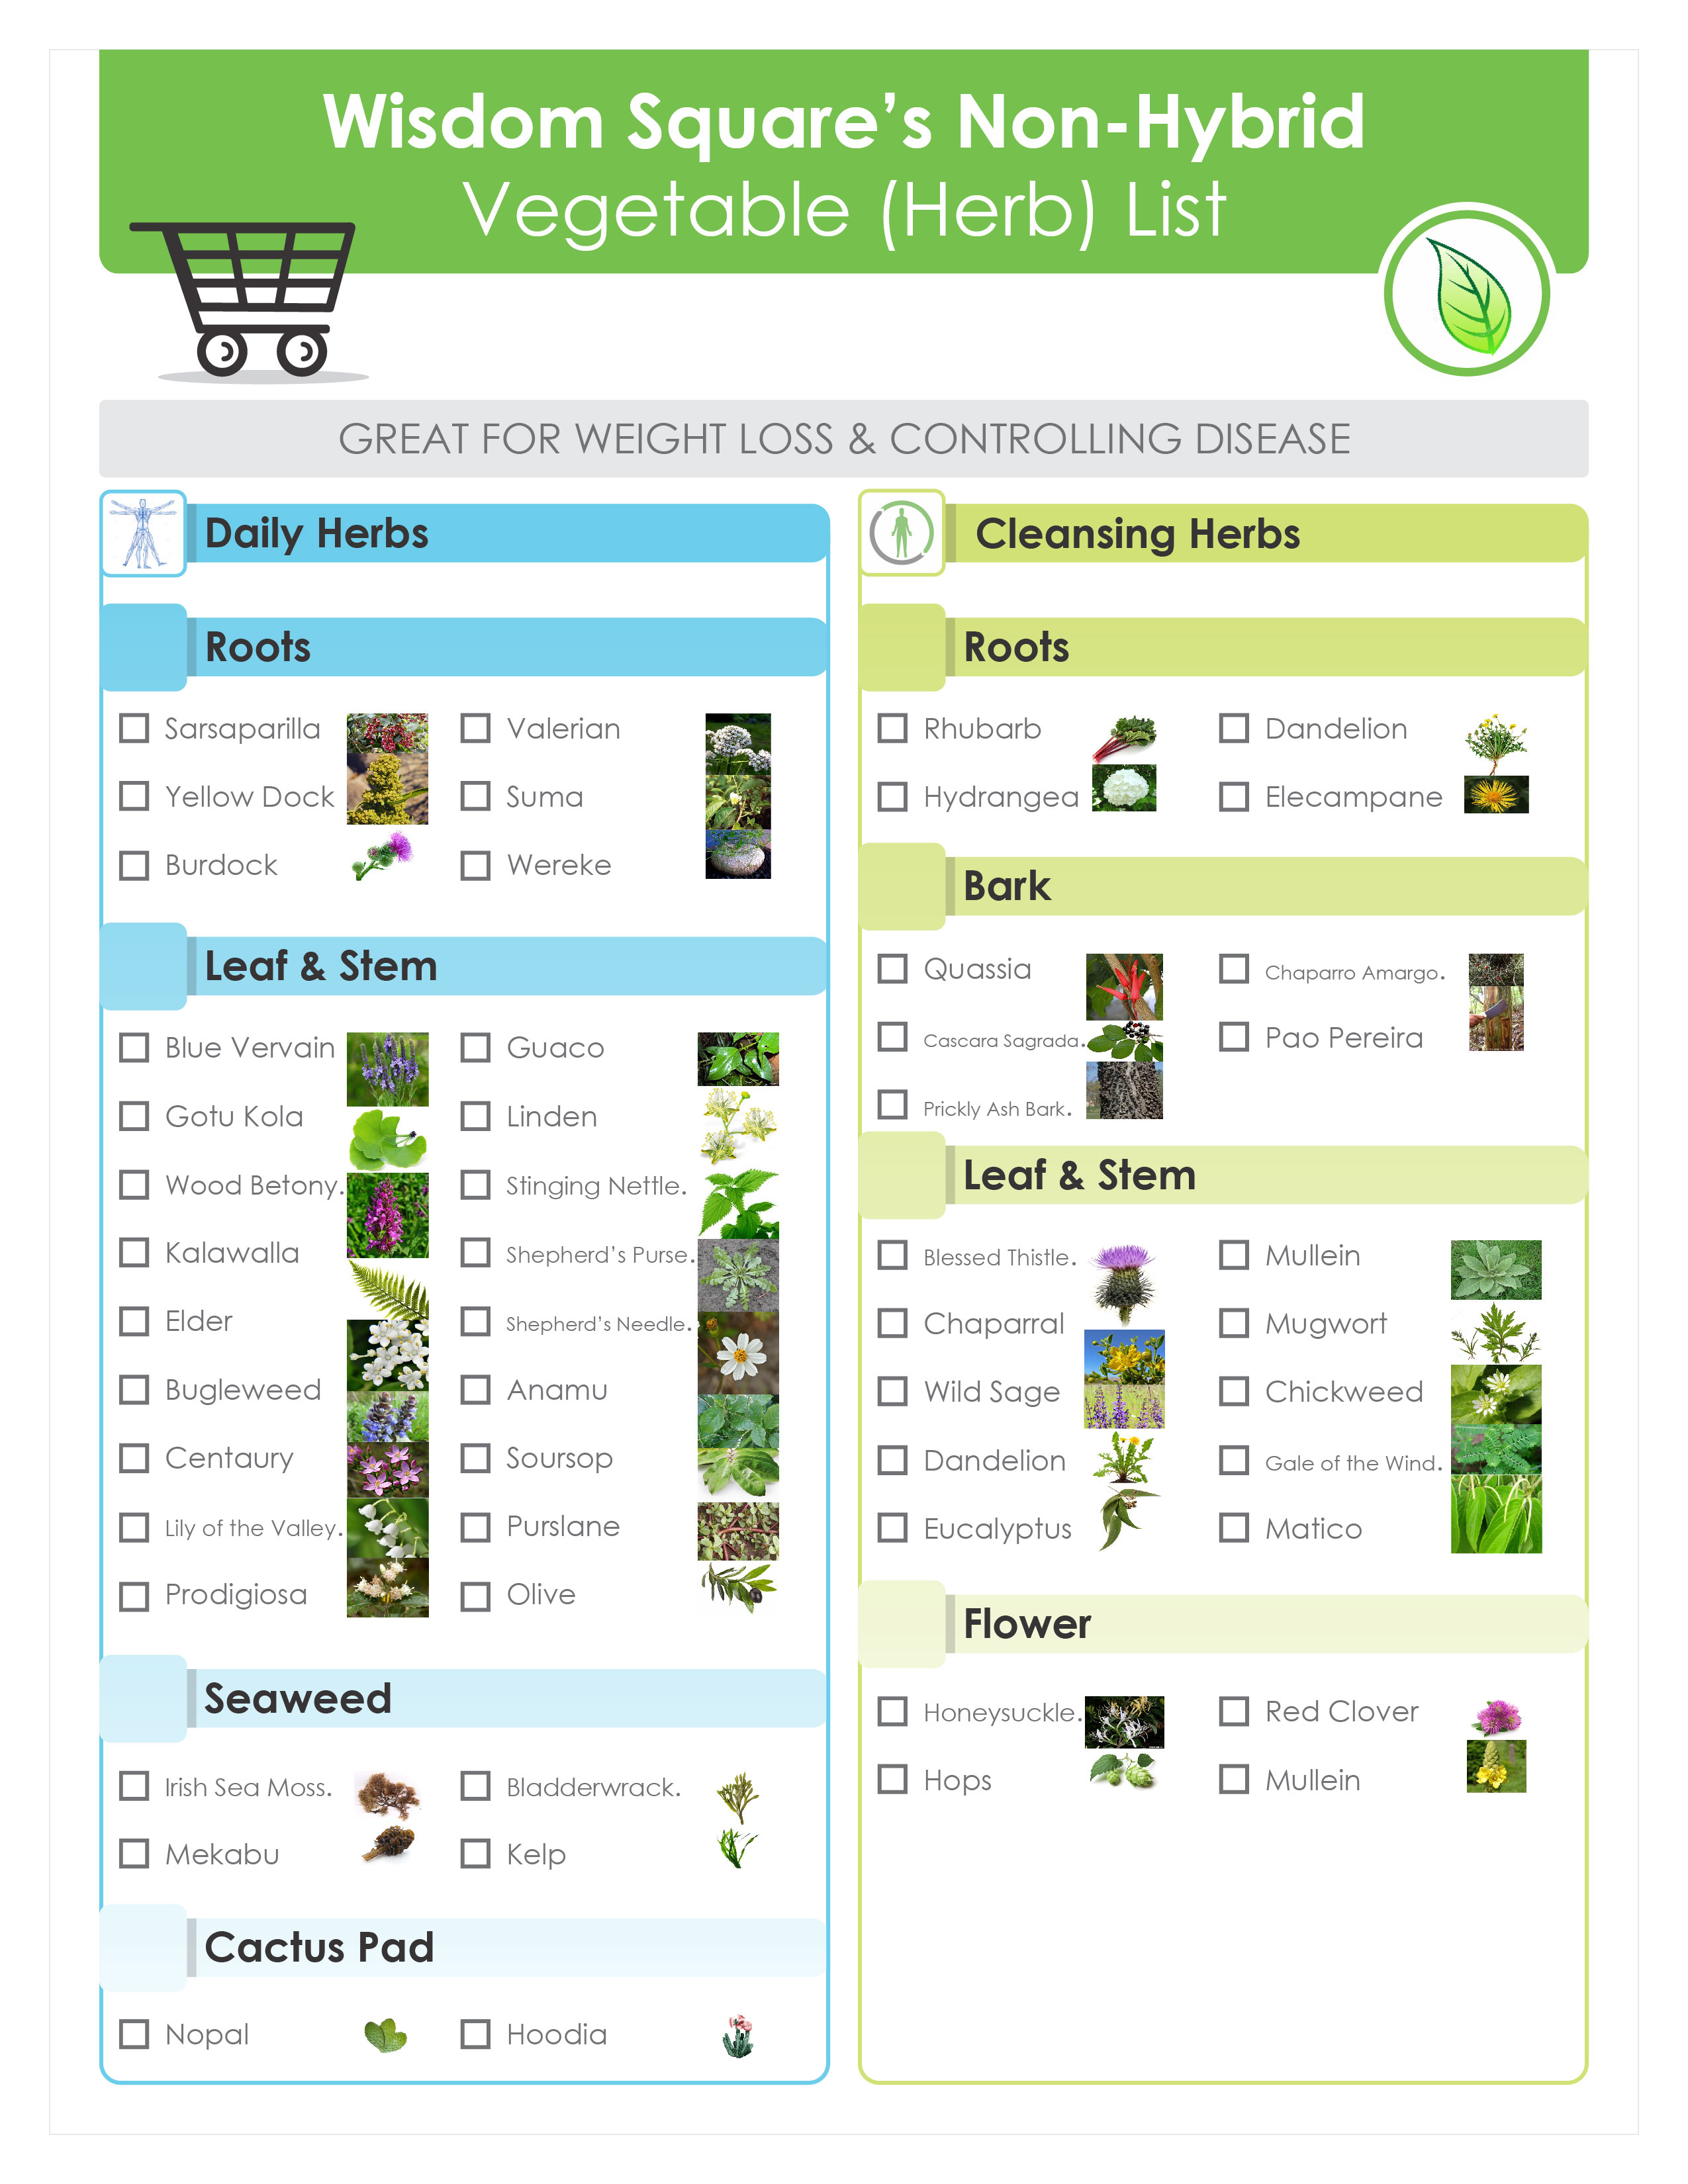 Wisdom Square's Non-Hybrid
Vegetable (Herb) List
GREAT FOR WEIGHT LOSS & CONTROLLING DISEASE
Daily Herbs
Roots
Sarsaparilla
Valerian
Yellow Dock
Suma
Burdock
Wereke
Leaf & Stem
Blue Vervain
Guaco
Gotu Kola
Linden
Wood Betony.
Stinging Nettle.
Kalawalla
Shepherd's Purse.
Elder
Shepherd's Needle.
Bugleweed
Anamu
Centaury
Soursop
Lily of the Valley.
Purslane
Prodigiosa
Olive
Seaweed
Irish Sea Moss.
Bladderwrack.
Mekabu
Kelp
Cactus Pad
Nopal
Hoodia
Cleansing Herbs
Roots
Rhubarb
Dandelion
Hydrangea
Elecampane
Bark
Quassia
Chaparro Amargo.
Cascara Sagrada.
Pao Pereira
Prickly Ash Bark.
Leaf & Stem
Blessed Thistle.
Mullein
Chaparral
Mugwort
Wild Sage
Chickweed
Dandelion
Gale of the Wind.
Eucalyptus
Matico
Flower
Honeysuckle.
Red Clover
Hops
Mullein